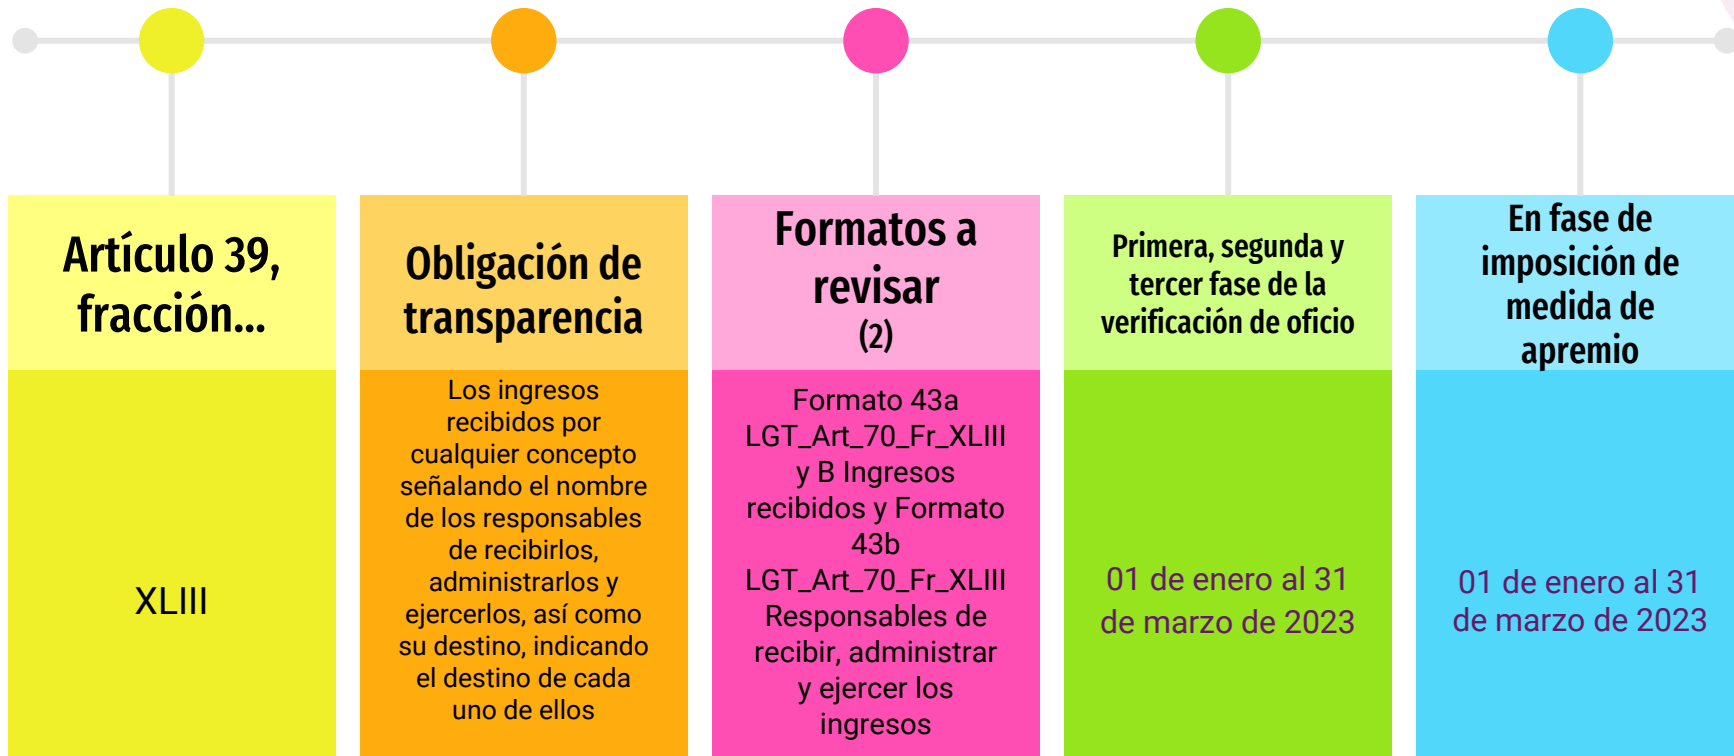 Artículo 39,
fracción...
XLIII
Obligación de
transparencia
Los ingresos
recibidos por
cualquier concepto
señalando el nombre
de los responsables
de recibirlos,
administrarlos y
ejercerlos, así como
su destino, indicando
el destino de cada
uno de ellos
Formatos a
revisar
(2)
Formato 43a
LGT_Art_70_Fr_XLIII
y B Ingresos
recibidos y Formato
43b
LGT_Art_70_Fr_XLIII
Responsables de
recibir, administrar
y ejercer los
ingresos
Primera, segunda y
tercer fase de la
verificación de oficio
01 de enero al 31
de marzo de 2023
En fase de
imposición de
medida de
apremio
01 de enero al 31
de marzo de 2023